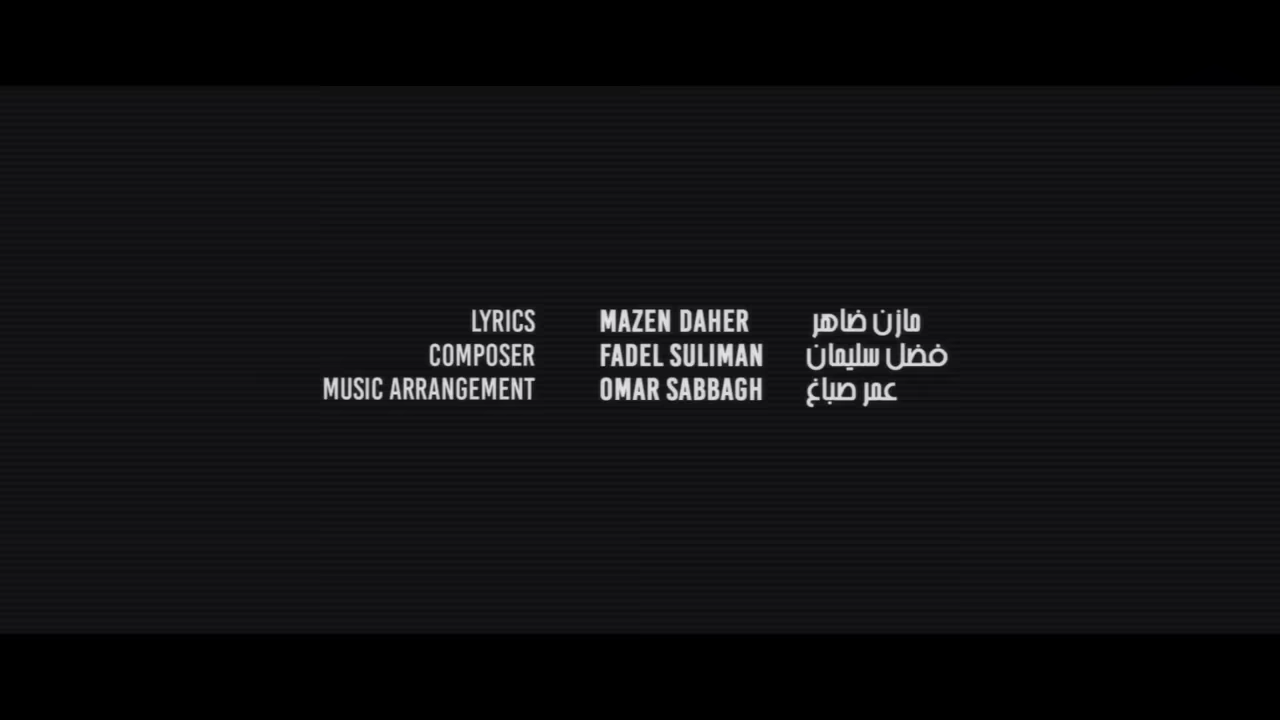 LYRICS MAZEN DAHER مازن ضاهر
COMPOSER FADEL SULIMAN فضل سليمان
MUSIC ARRANGEMENT OMAR SABBAGH عمر صباغ